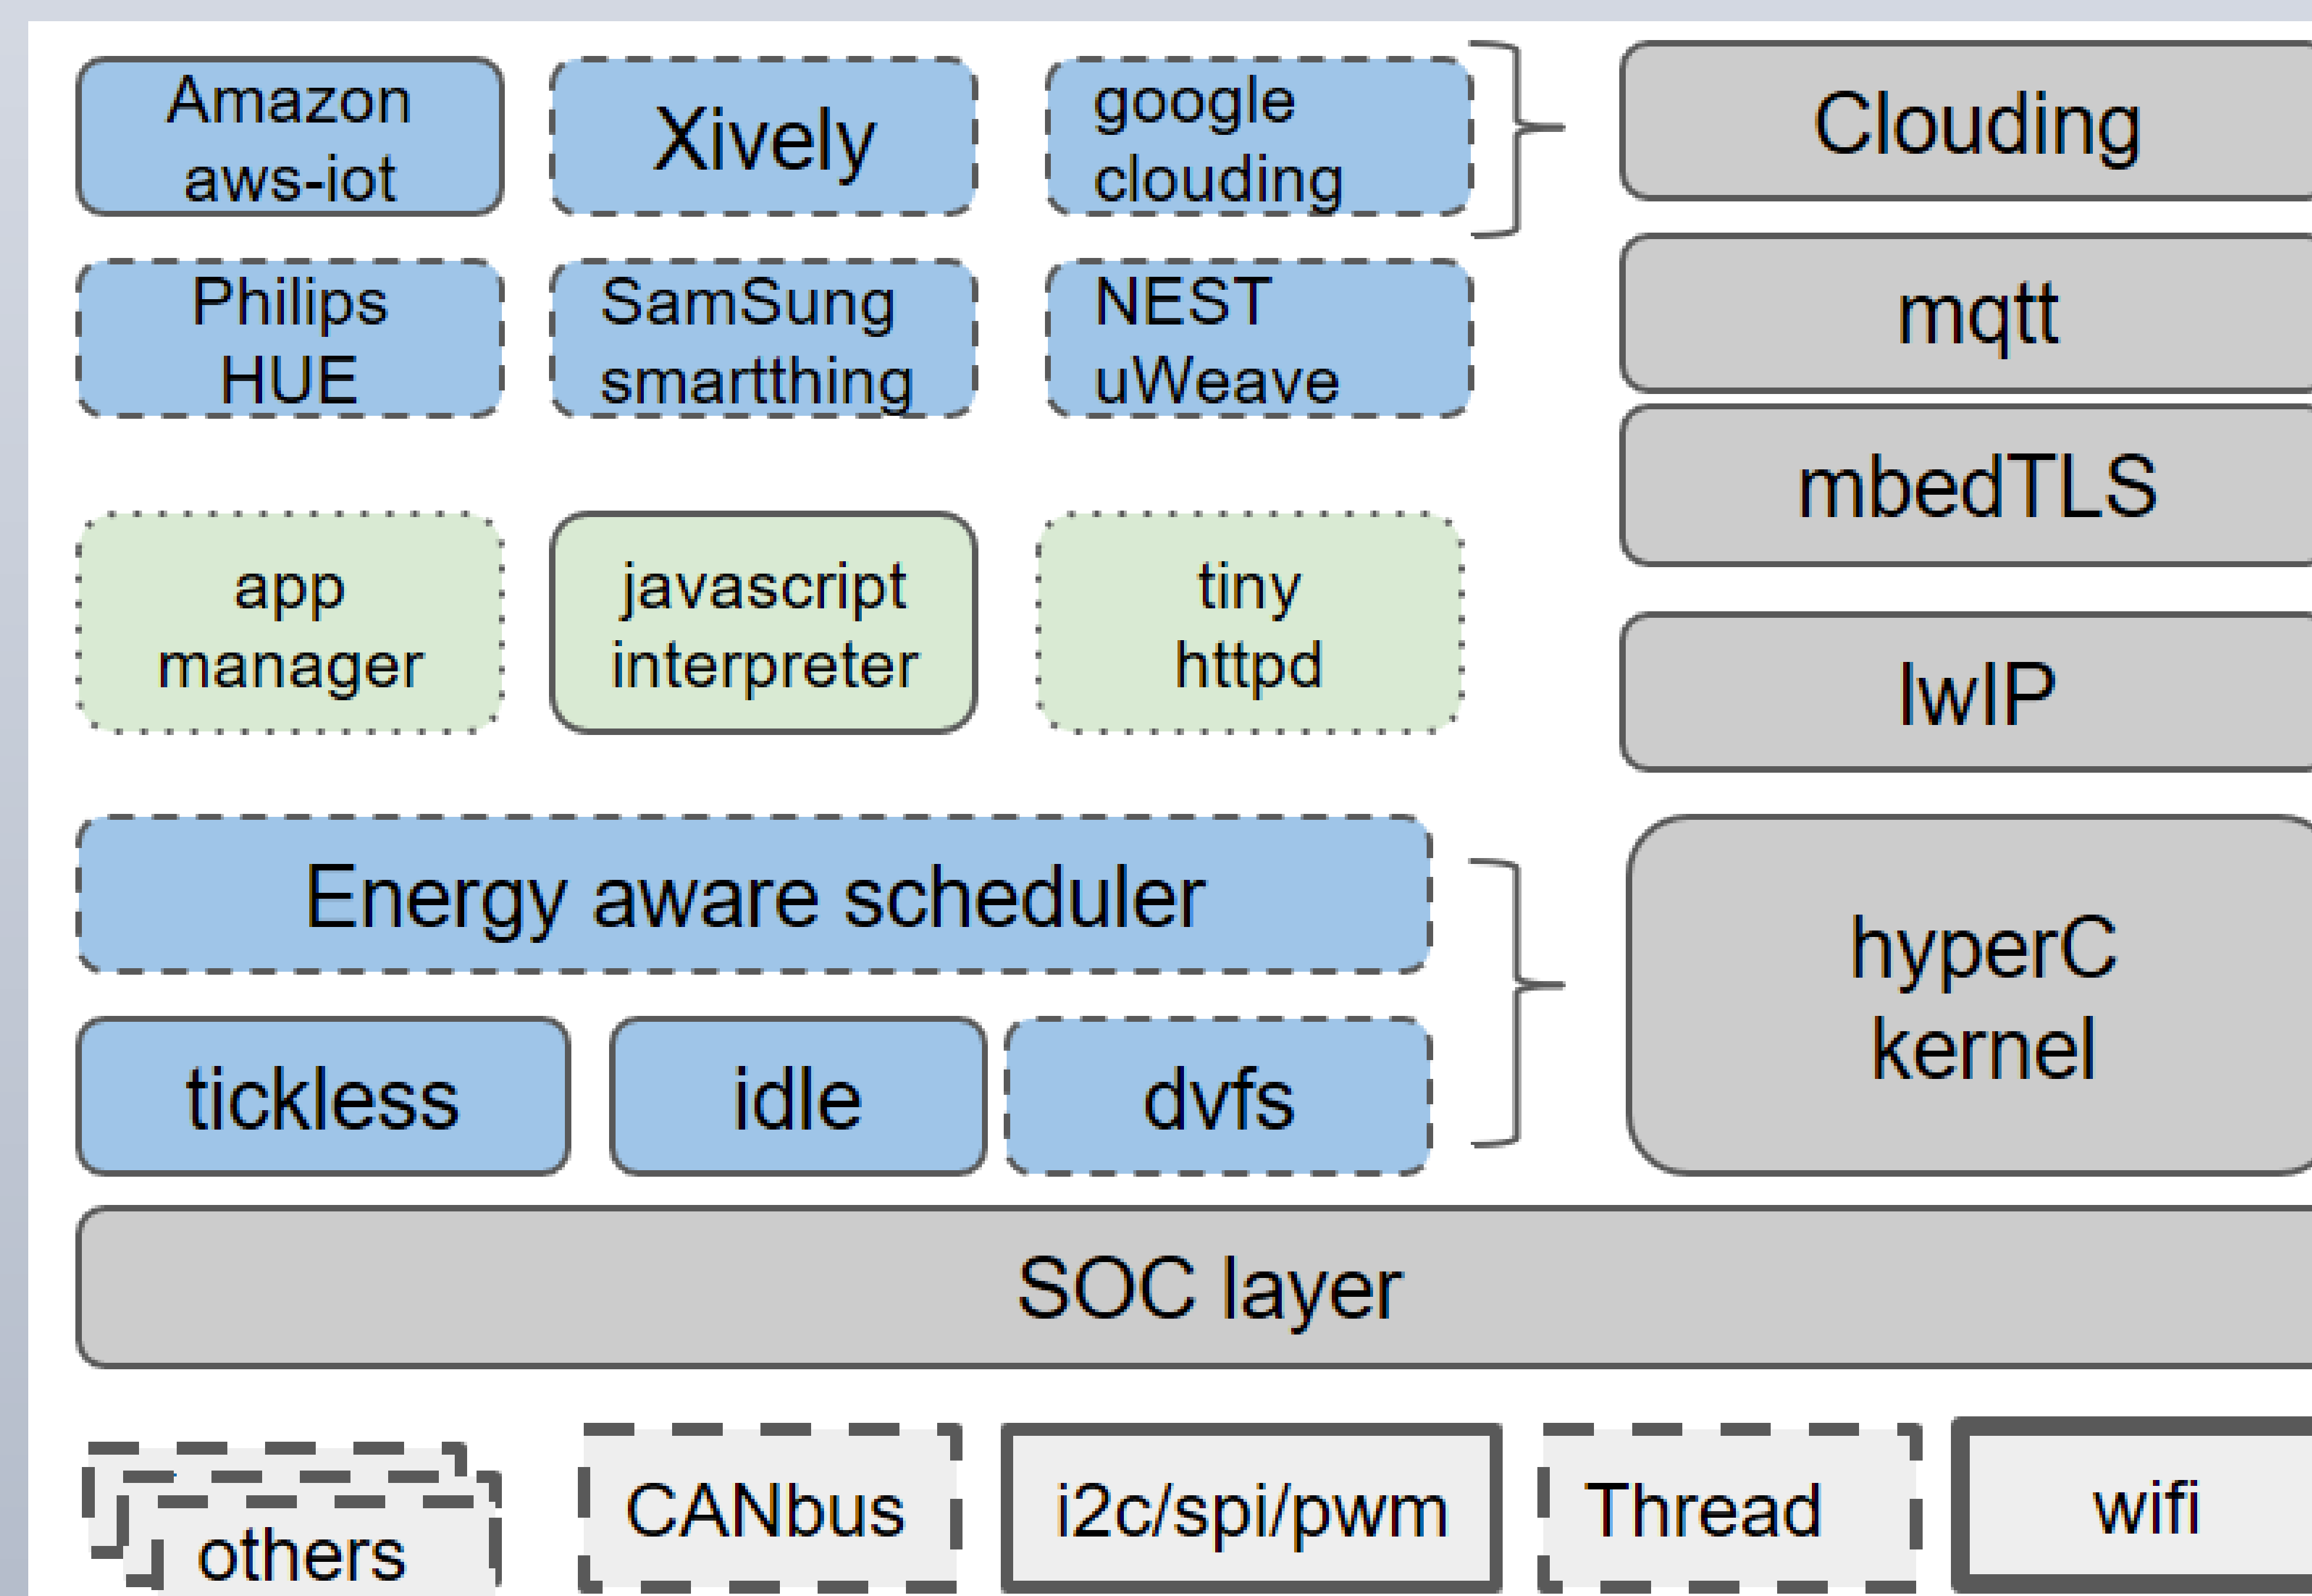 Amazon
aws-iot
Xively
google
clouding
Clouding
Philips
HUE
SamSung
smartthing
NEST
uWeave
mqtt
mbedTLS
app
manager
javascript
interpreter
tiny
httpd
lwIP
Energy aware scheduler
hyperC
kernel
tickless
idle
dvfs
SOC layer
others
CANbus
i2c/spi/pwm
Thread
wifi